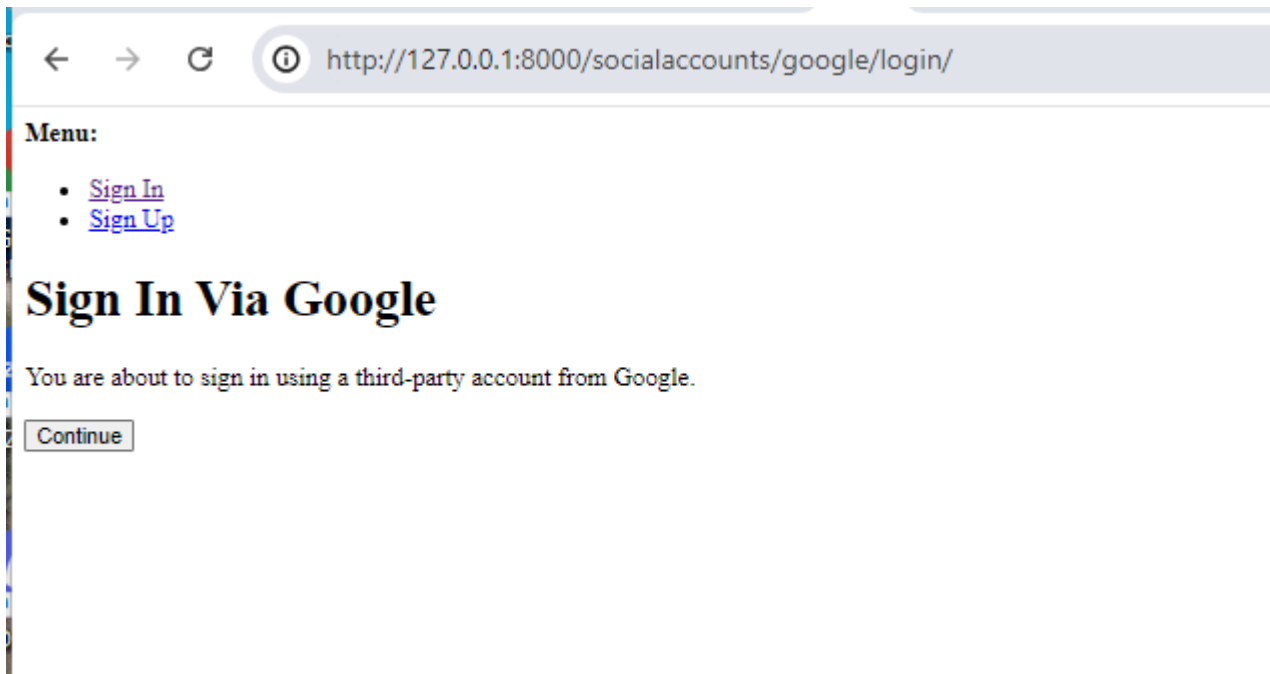 http://127.0.0.1:8000/socialaccounts/google/login/
Menu:
Sign In
Sign Up
Sign In Via Google
You are about to sign in using a third-party account from Google.
Continue